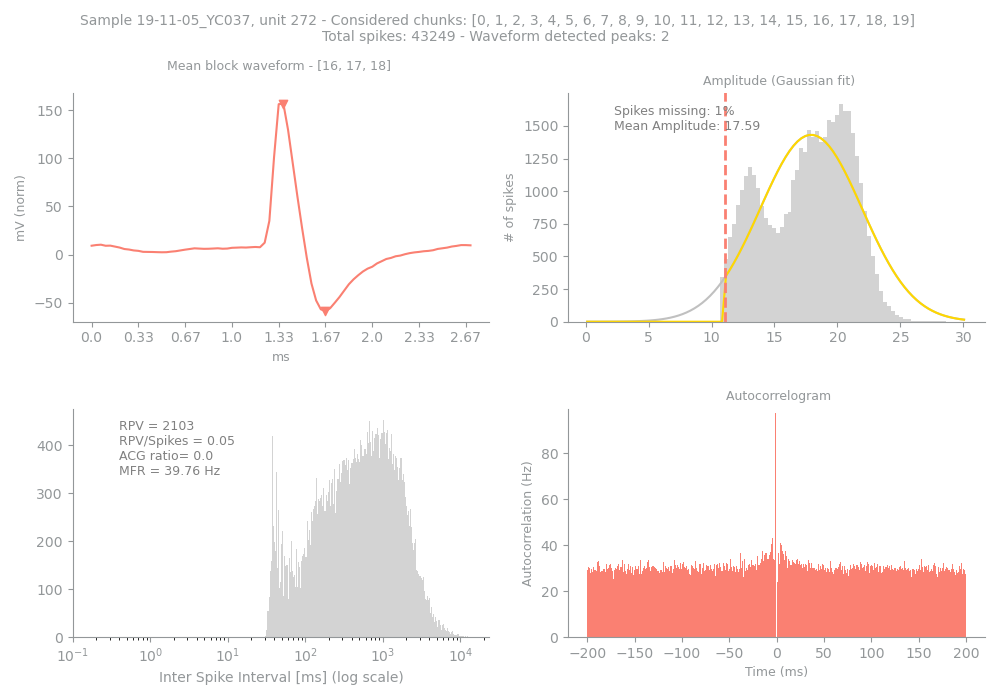 Sample 19-11-05_YC037, unit 272 - Considered chunks: [0, 1, 2, 3, 4, 5, 6, 7, 8, 9, 10, 11, 12, 13, 14, 15, 16, 17, 18, 19]
Total spikes: 43249 - Waveform detected peaks: 2
Mean block waveform - [16, 17, 18]
mV (norm)
150
100
50
0
−50
0.0 0.33 0.67 1.0 1.33 1.67 2.0 2.33 2.67
ms
Amplitude (Gaussian fit)
Spikes missing: 1%
Mean Amplitude: 17.59
# of spikes
1500
1250
1000
750
500
250
0
0 5 10 15 20 25 30
RPV = 2103
RPV/Spikes = 0.05
ACG ratio= 0.0
MFR = 39.76 Hz
400
300
200
100
0
10⁻¹ 10⁰ 10¹ 10² 10³ 10⁴
Inter Spike Interval [ms] (log scale)
Autocorrelogram
Autocorrelation (Hz)
80
60
40
20
0
−200 −150 −100 −50 0 50 100 150 200
Time (ms)